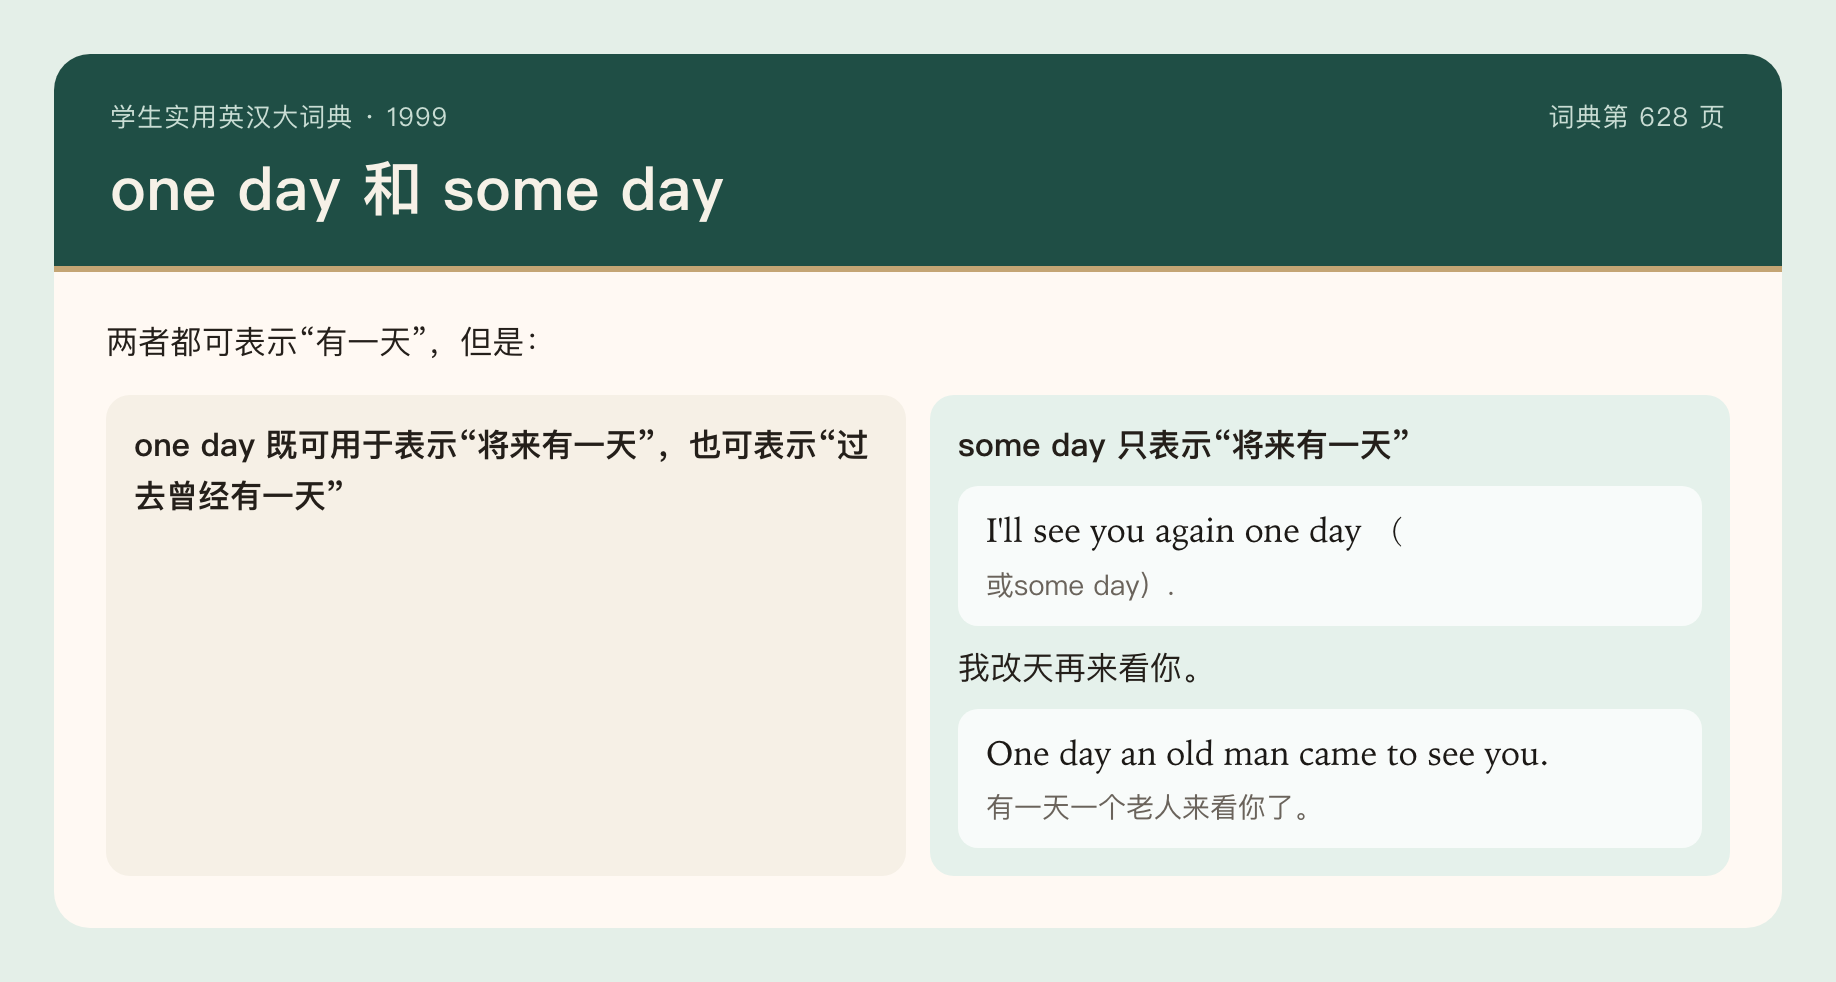 学生实用英汉大词典 · 1999
词典第 628 页
one day 和 some day
两者都可表示“有一天”，但是：
one day 既可用于表示“将来有一天”，也可表示“过
去曾经有一天”
some day 只表示“将来有一天”
I'll see you again one day （
或some day）.
我改天再来看你。
One day an old man came to see you.
有一天一个老人来看你了。